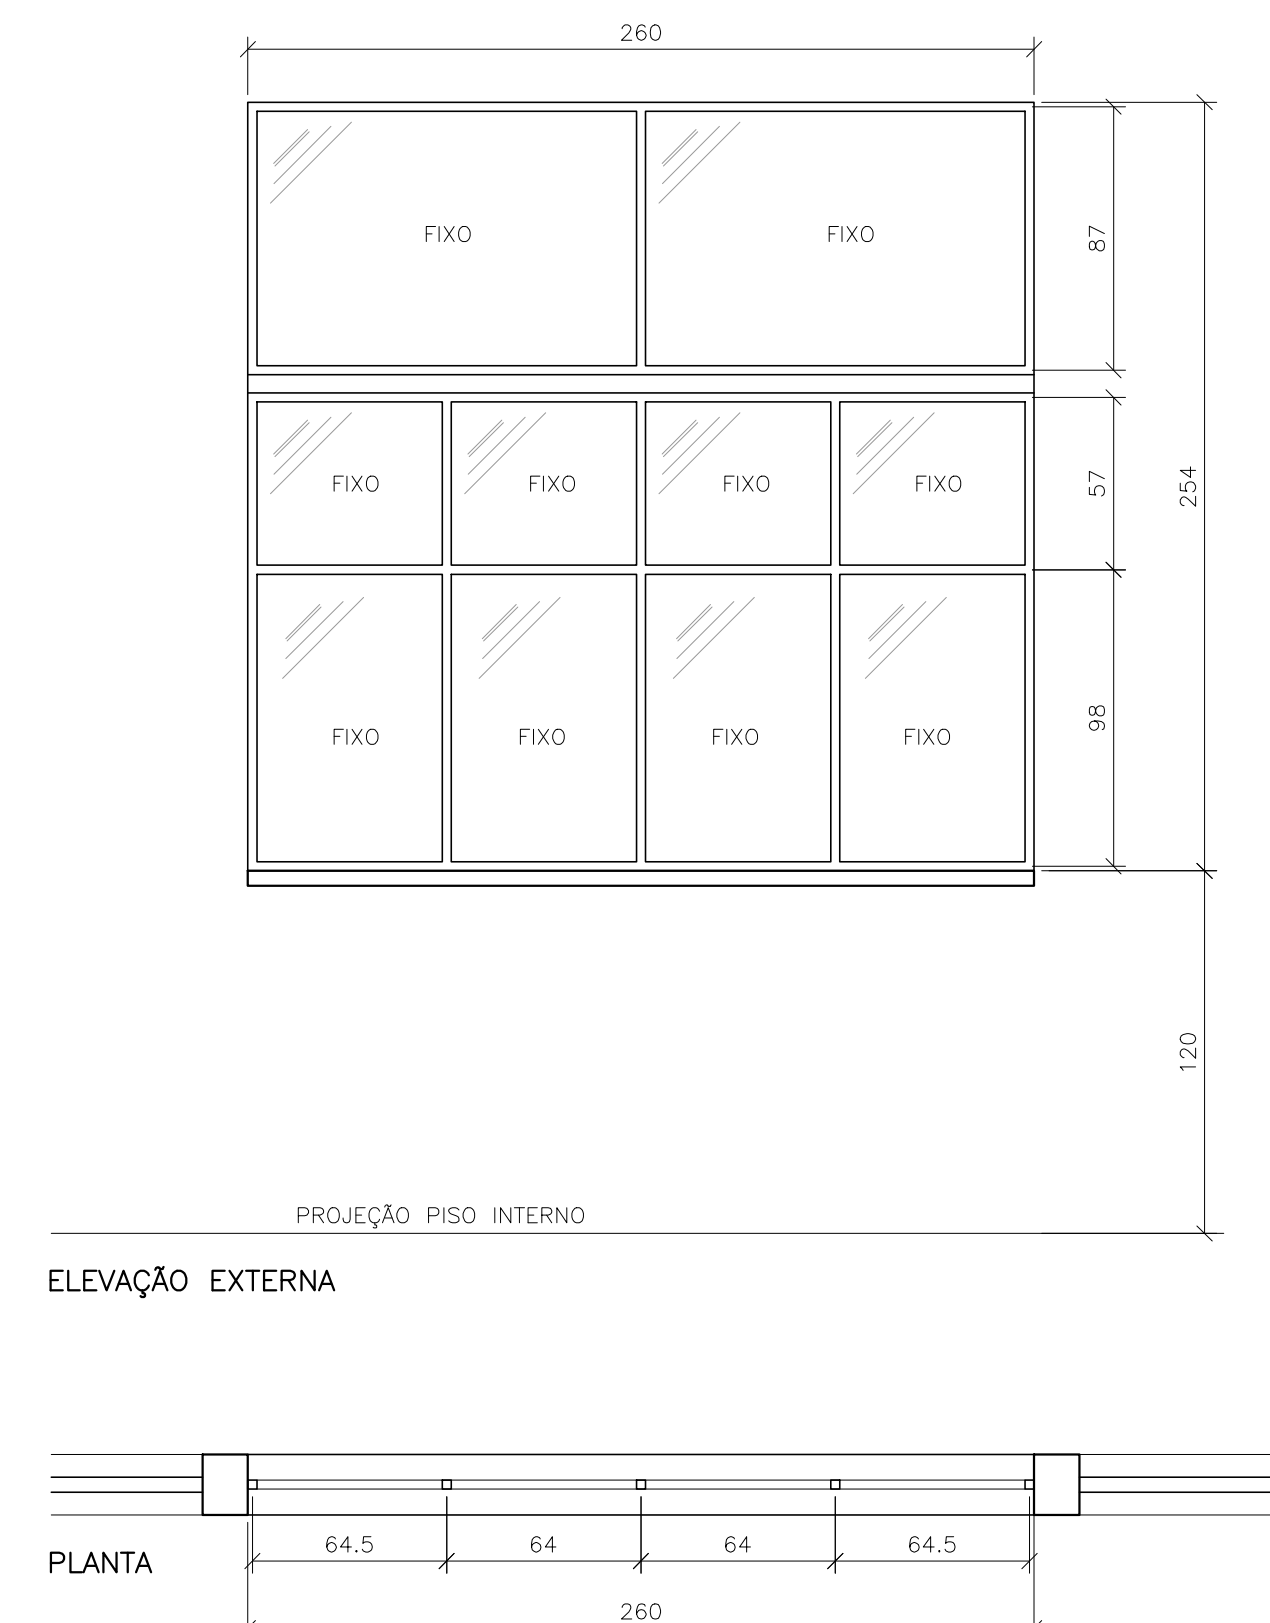 260
FIXO FIXO
87
FIXO FIXO FIXO FIXO
57
254
FIXO FIXO FIXO FIXO
98
120
PROJEÇÃO PISO INTERNO
ELEVAÇÃO EXTERNA
64.5 64 64 64.5
PLANTA
260